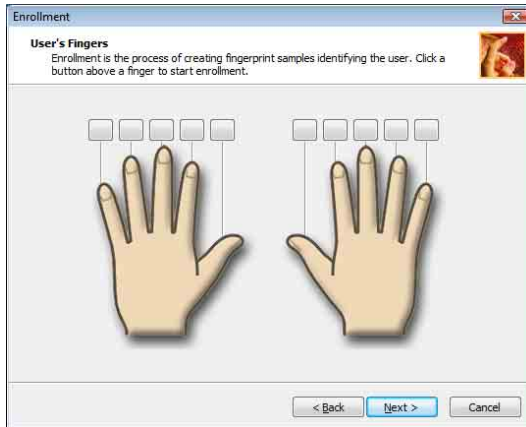 Enrollment
User's Fingers
Enrollment is the process of creating fingerprint samples identifying the user. Click a
button above a finger to start enrollment.
< Back
Next >
Cancel